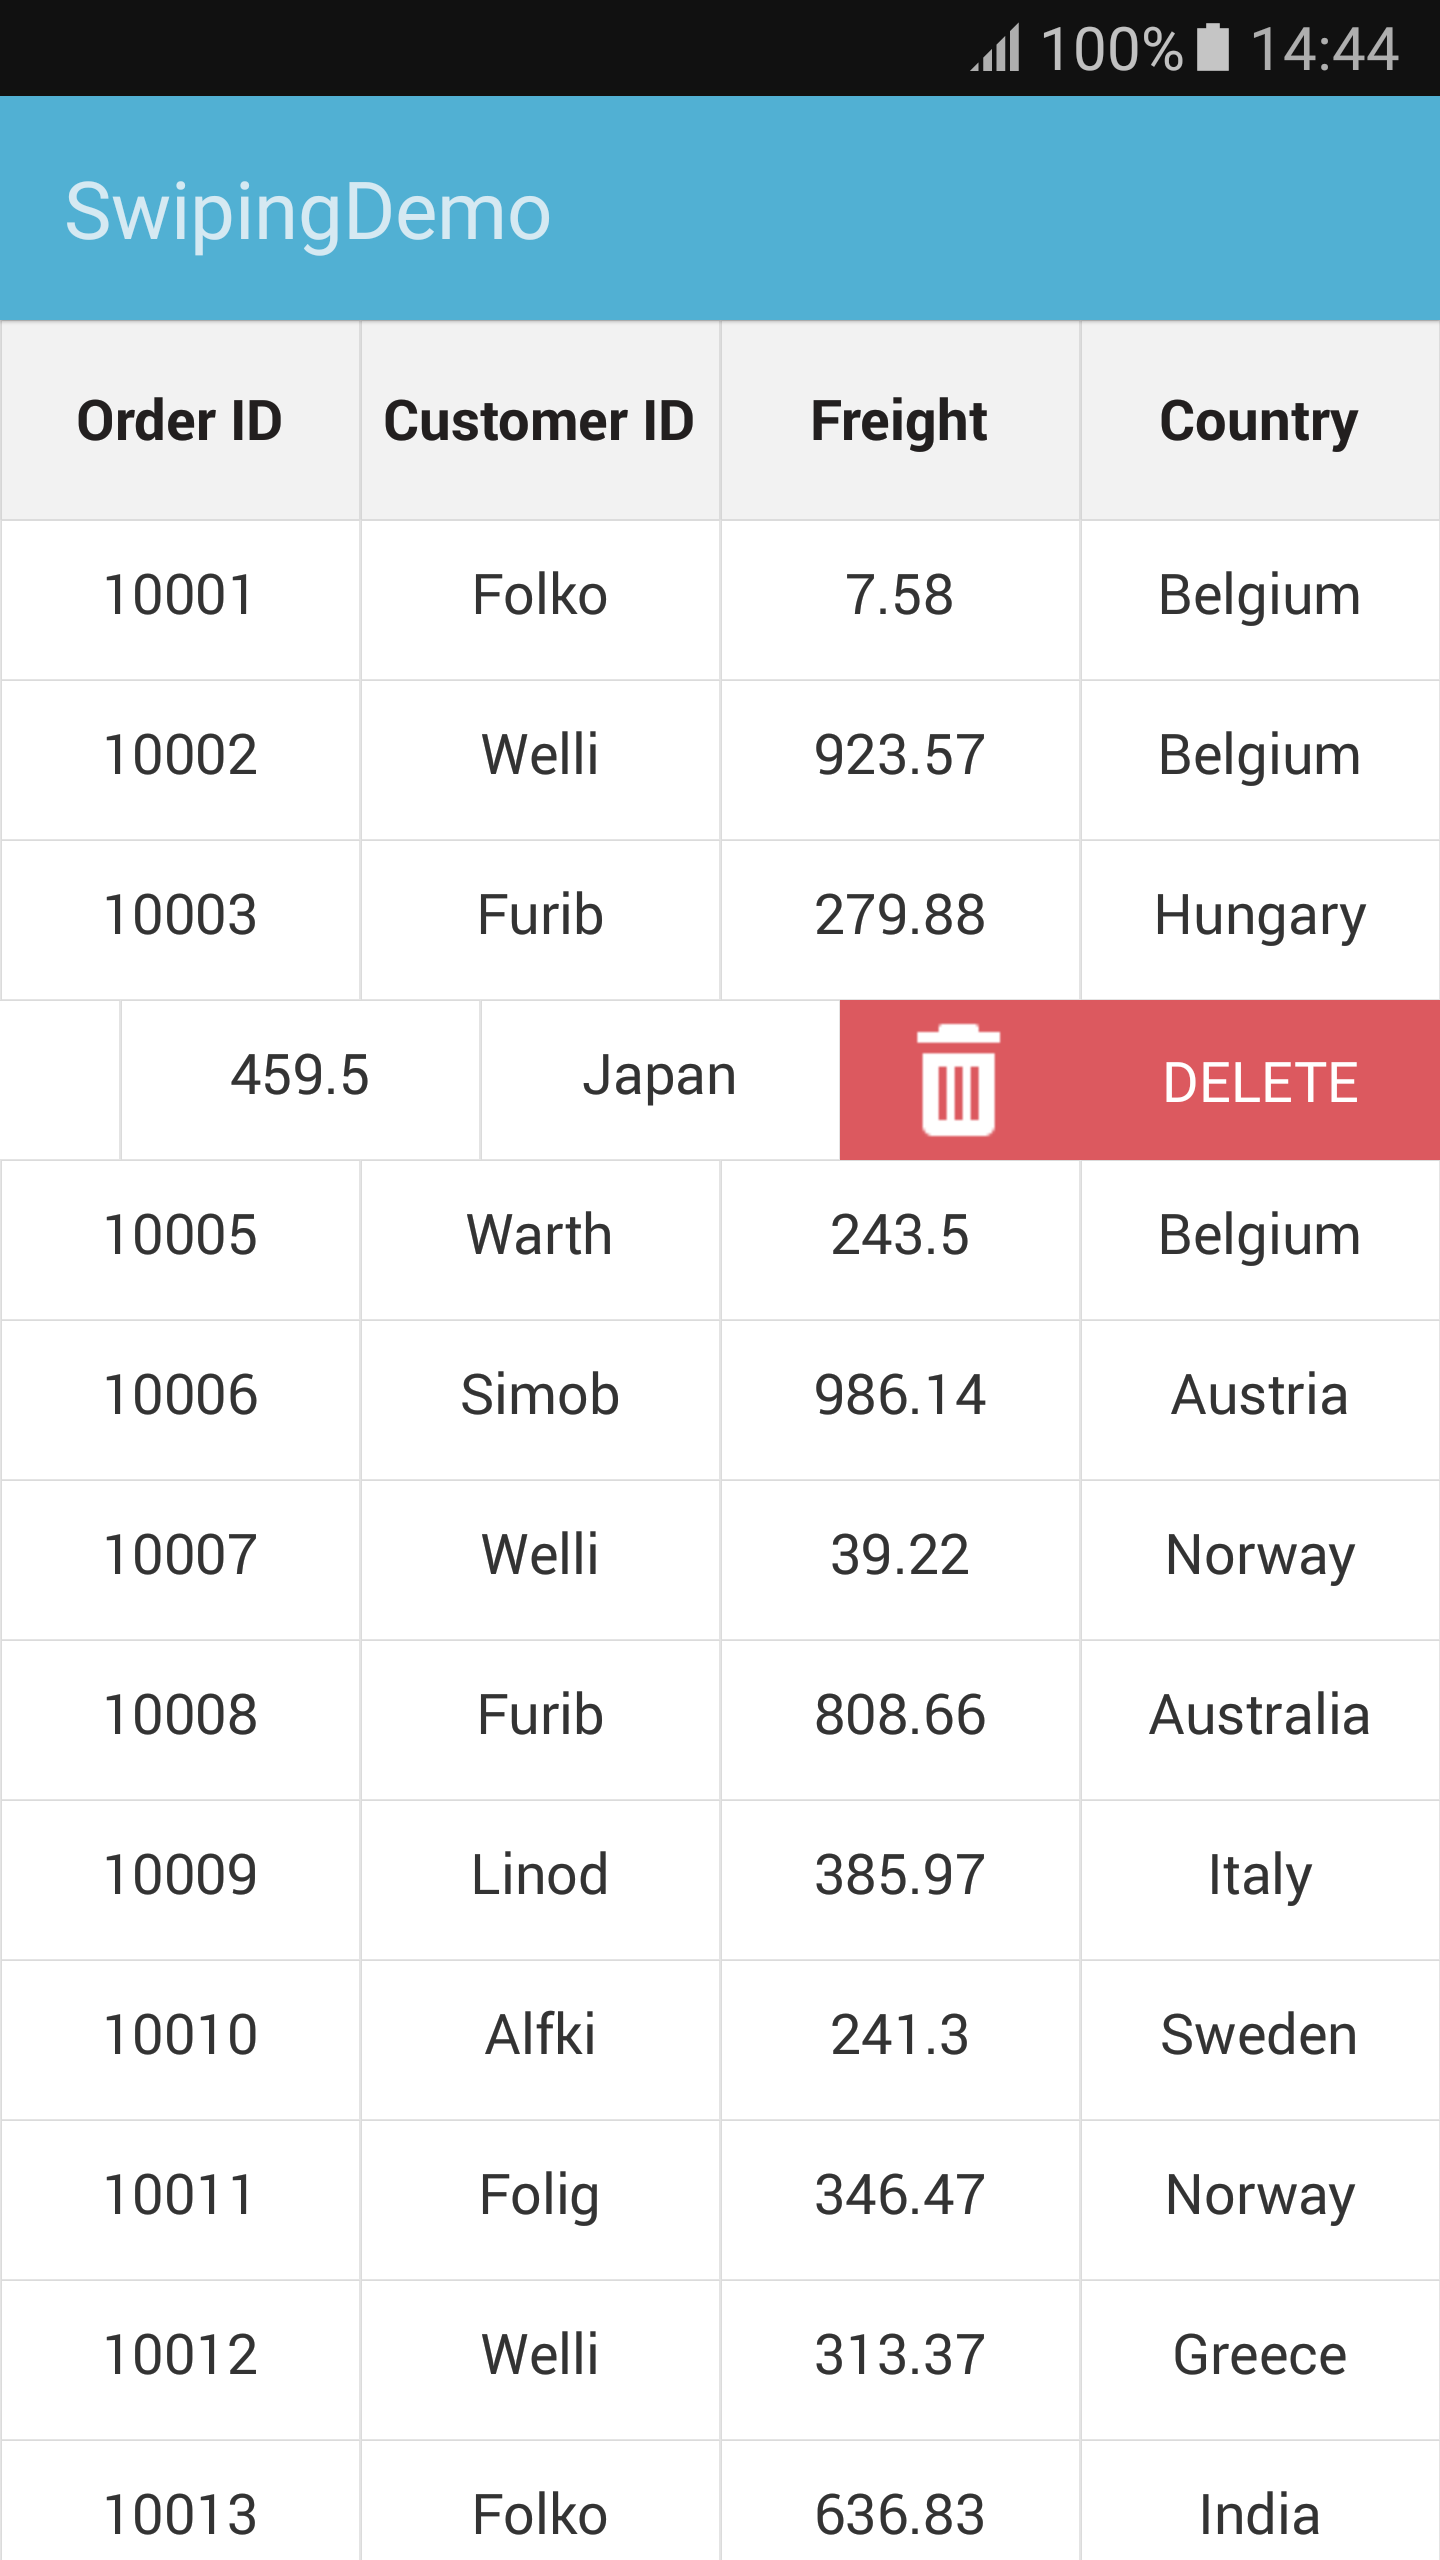 100% 14:44
SwipingDemo
Order ID Customer ID Freight Country
10001 Folko 7.58 Belgium
10002 Welli 923.57 Belgium
10003 Furib 279.88 Hungary
459.5 Japan DELETE
10005 Warth 243.5 Belgium
10006 Simob 986.14 Austria
10007 Welli 39.22 Norway
10008 Furib 808.66 Australia
10009 Linod 385.97 Italy
10010 Alfki 241.3 Sweden
10011 Folig 346.47 Norway
10012 Welli 313.37 Greece
10013 Folko 636.83 India